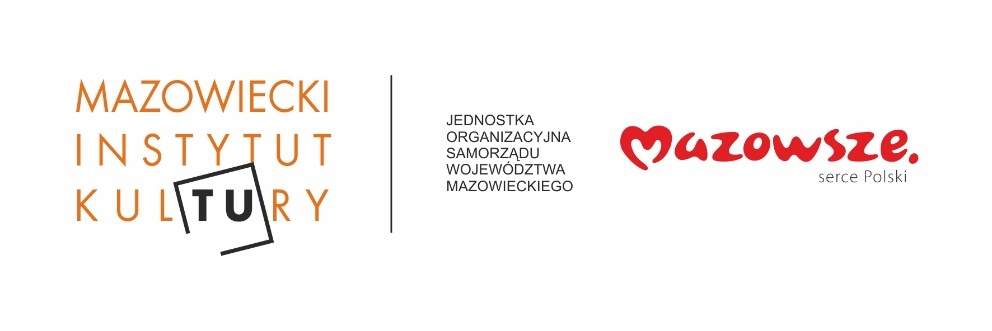 MAZOWIECKI
INSTYTUT
KULTURY
JEDNOSTKA
ORGANIZACYJNA
SAMORZĄDU
WOJEWÓDZTWA
MAZOWIECKIEGO
Mazowsze.
serce Polski